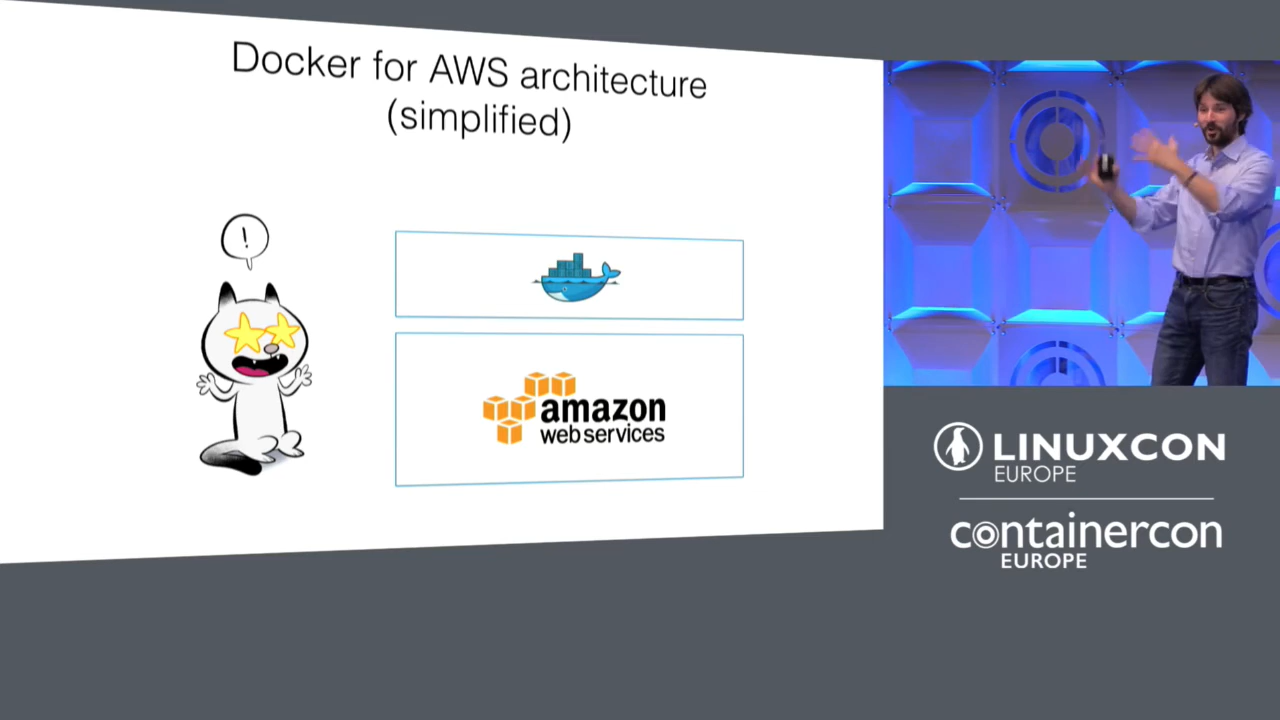 Docker for AWS architecture
(simplified)
!
amazon
web services
LINUXCON
EUROPE
containercon
EUROPE